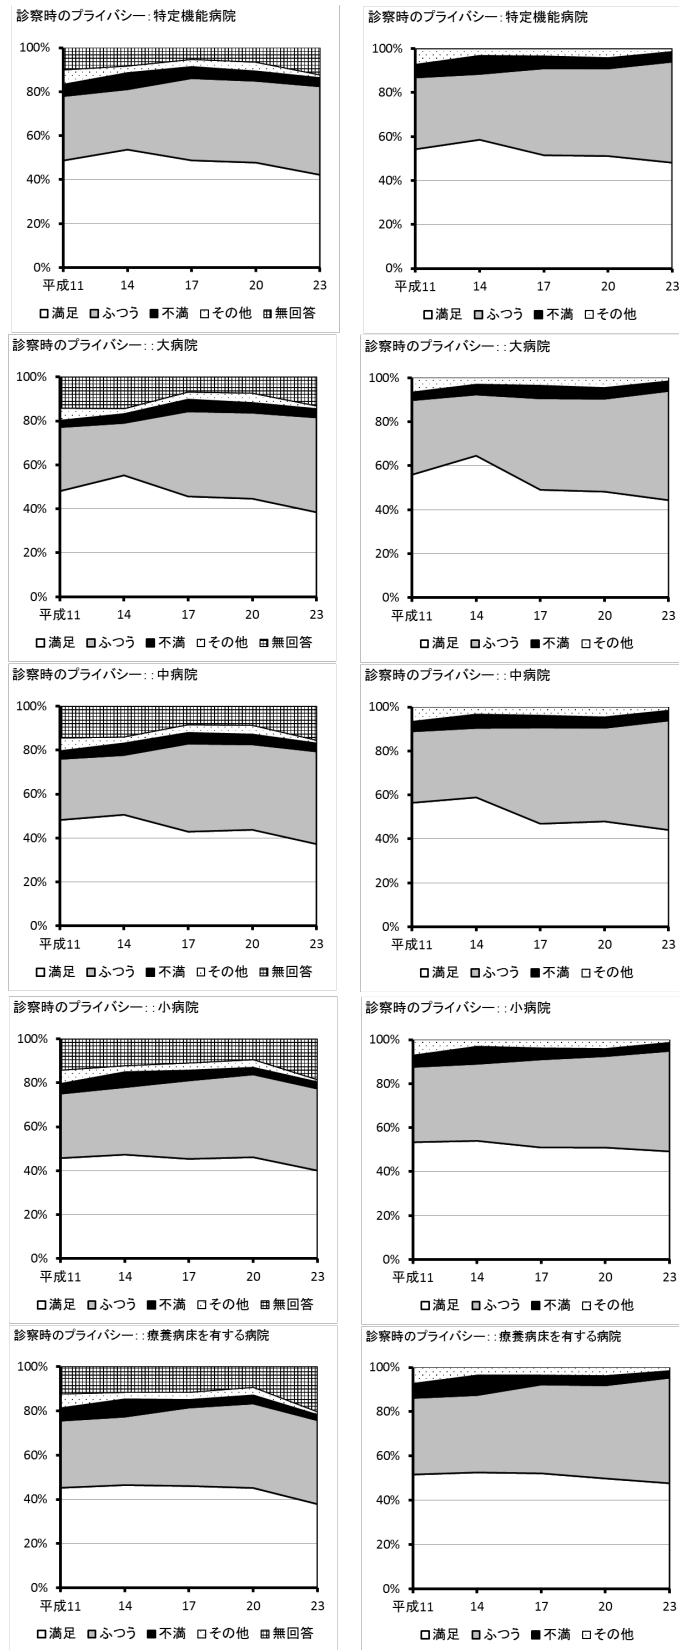 診察時のプライバシー：特定機能病院
100%
80%
60%
40%
20%
0%
平成11 14 17 20 23
□満足 ■ふつう ■不満 □その他 ■無回答
診察時のプライバシー：特定機能病院
100%
80%
60%
40%
20%
0%
平成11 14 17 20 23
□満足 ■ふつう ■不満 □その他
診察時のプライバシー：：大病院
100%
80%
60%
40%
20%
0%
平成11 14 17 20 23
□満足 ■ふつう ■不満 □その他 ■無回答
診察時のプライバシー：：大病院
100%
80%
60%
40%
20%
0%
平成11 14 17 20 23
□満足 ■ふつう ■不満 □その他
診察時のプライバシー：：中病院
100%
80%
60%
40%
20%
0%
平成11 14 17 20 23
□満足 ■ふつう ■不満 □その他 ■無回答
診察時のプライバシー：：中病院
100%
80%
60%
40%
20%
0%
平成11 14 17 20 23
□満足 ■ふつう ■不満 □その他
診察時のプライバシー：：小病院
100%
80%
60%
40%
20%
0%
平成11 14 17 20 23
□満足 ■ふつう ■不満 □その他 ■無回答
診察時のプライバシー：：小病院
100%
80%
60%
40%
20%
0%
平成11 14 17 20 23
□満足 ■ふつう ■不満 □その他
診察時のプライバシー：：療養病床を有する病院
100%
80%
60%
40%
20%
0%
平成11 14 17 20 23
□満足 ■ふつう ■不満 □その他 ■無回答
診察時のプライバシー：：療養病床を有する病院
100%
80%
60%
40%
20%
0%
平成11 14 17 20 23
□満足 ■ふつう ■不満 □その他